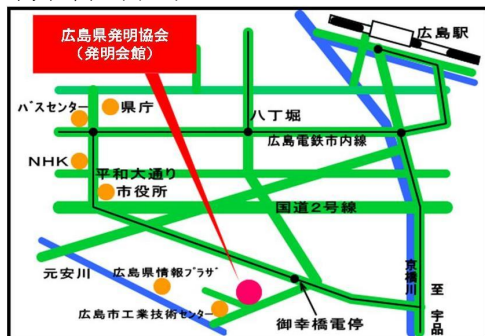 広島県発明協会
（発明会館）
広島駅
バスセンター
県庁
八丁堀
広島電鉄市内線
NHK
平和大通り
市役所
国道2号線
元安川
広島県情報ﾌﾟﾗｻﾞ
広島市工業技術センター
御幸橋電停
京橋川
至 宇品